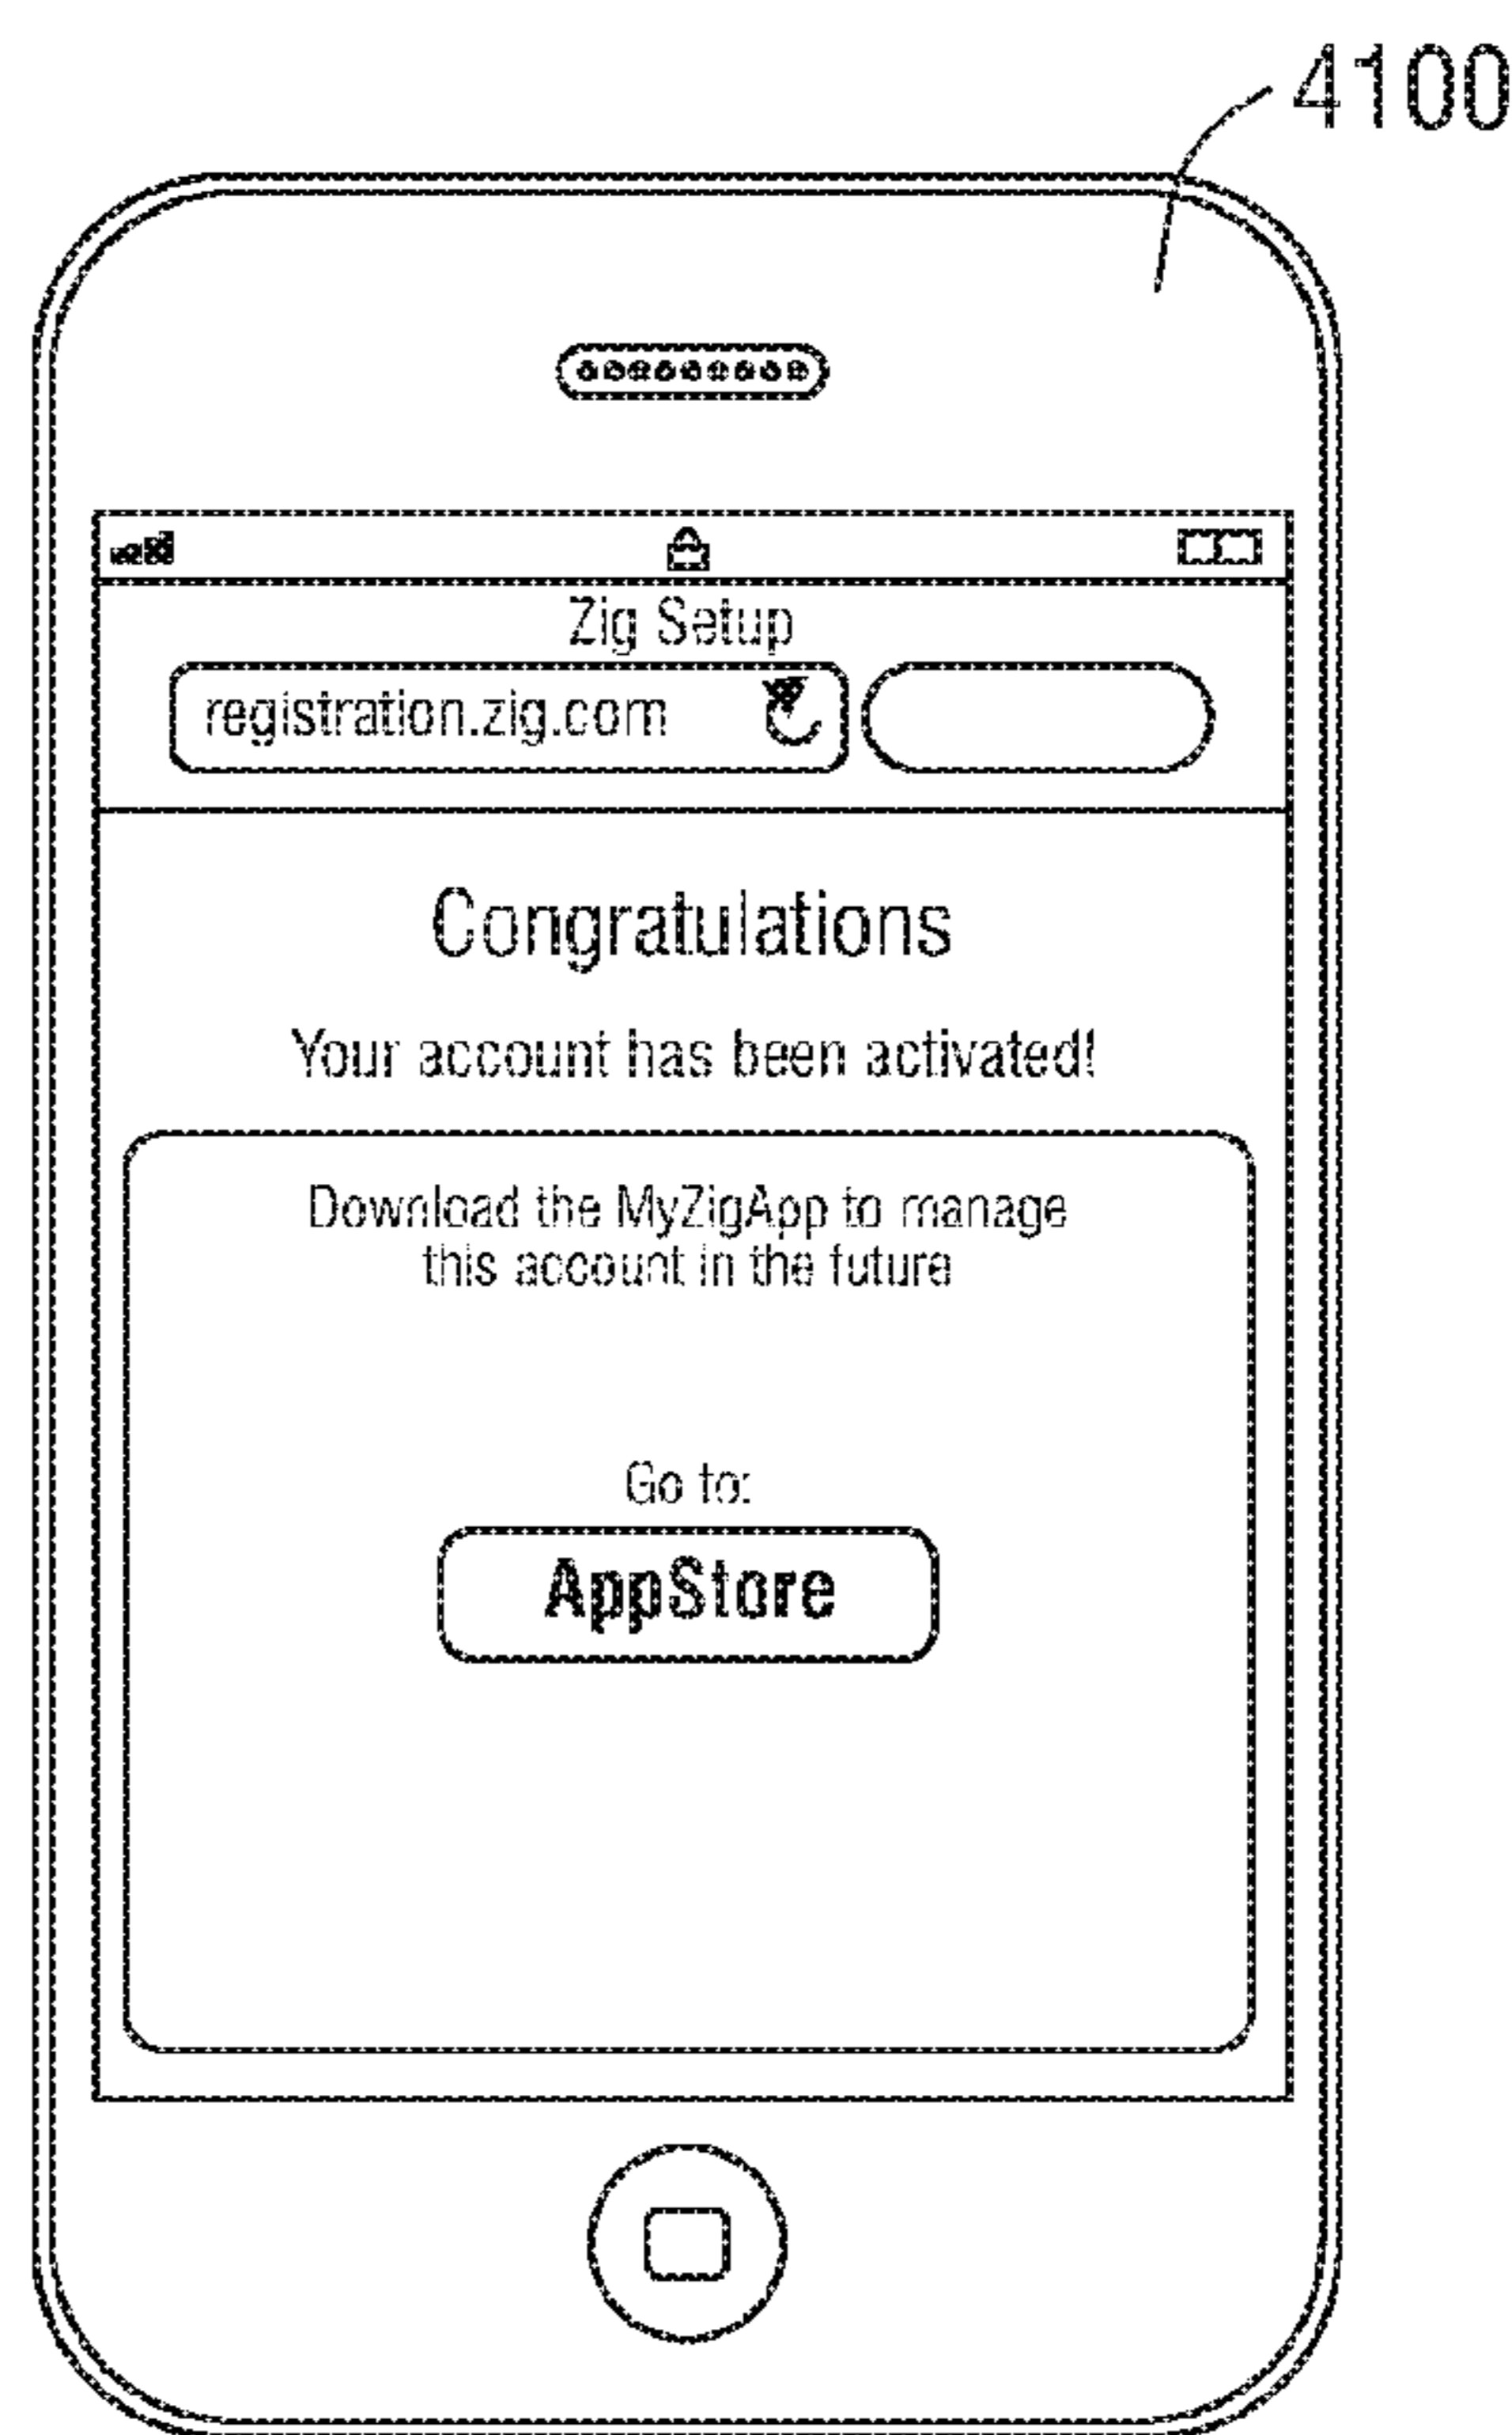 4100
Zig Setup
registration.zig.com
Congratulations
Your account has been activated!
Download the MyZigApp to manage
this account in the future
Go to:
AppStore